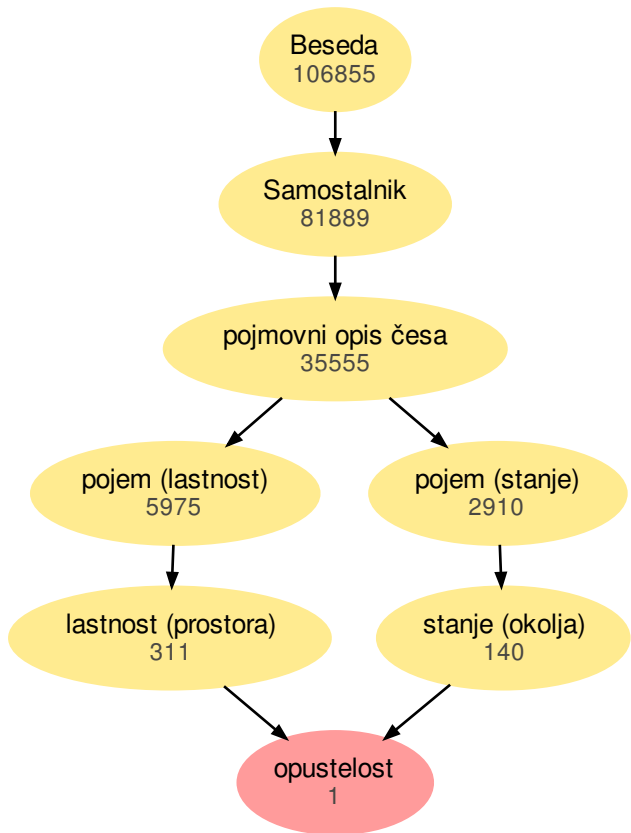 Beseda
106855
Samostalnik
81889
pojmovni opis česa
35555
pojem (lastnost)
5975
pojem (stanje)
2910
lastnost (prostora)
311
stanje (okolja)
140
opustelost
1